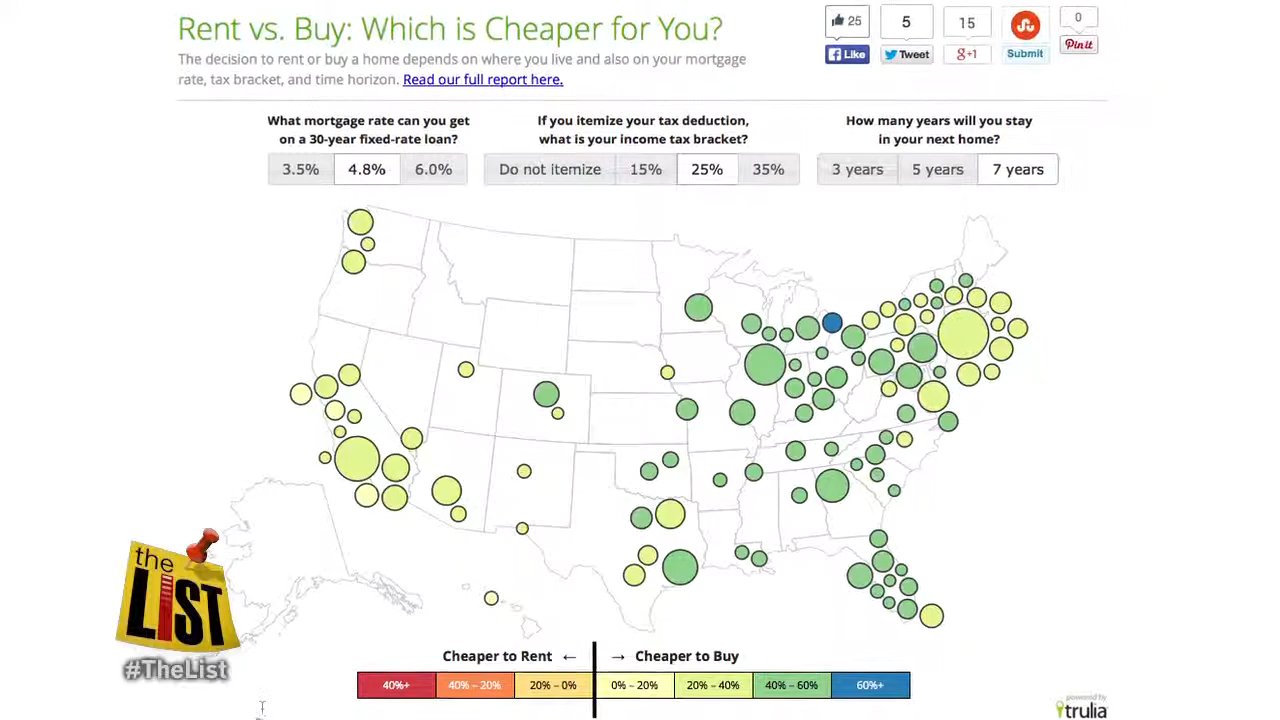 Rent vs. Buy: Which is Cheaper for You?
The decision to rent or buy a home depends on where you live and also on your mortgage
rate, tax bracket, and time horizon. Read our full report here.
25 5 15 0
Like Tweet g+1 Submit Pin it
What mortgage rate can you get
on a 30-year fixed-rate loan?
3.5% 4.8% 6.0%
If you itemize your tax deduction,
what is your income tax bracket?
Do not itemize 15% 25% 35%
How many years will you stay
in your next home?
3 years 5 years 7 years
the
LiST
#TheList
Cheaper to Rent ← → Cheaper to Buy
40%+ 40% – 20% 20% – 0% 0% – 20% 20% – 40% 40% – 60% 60%+
powered by
trulia